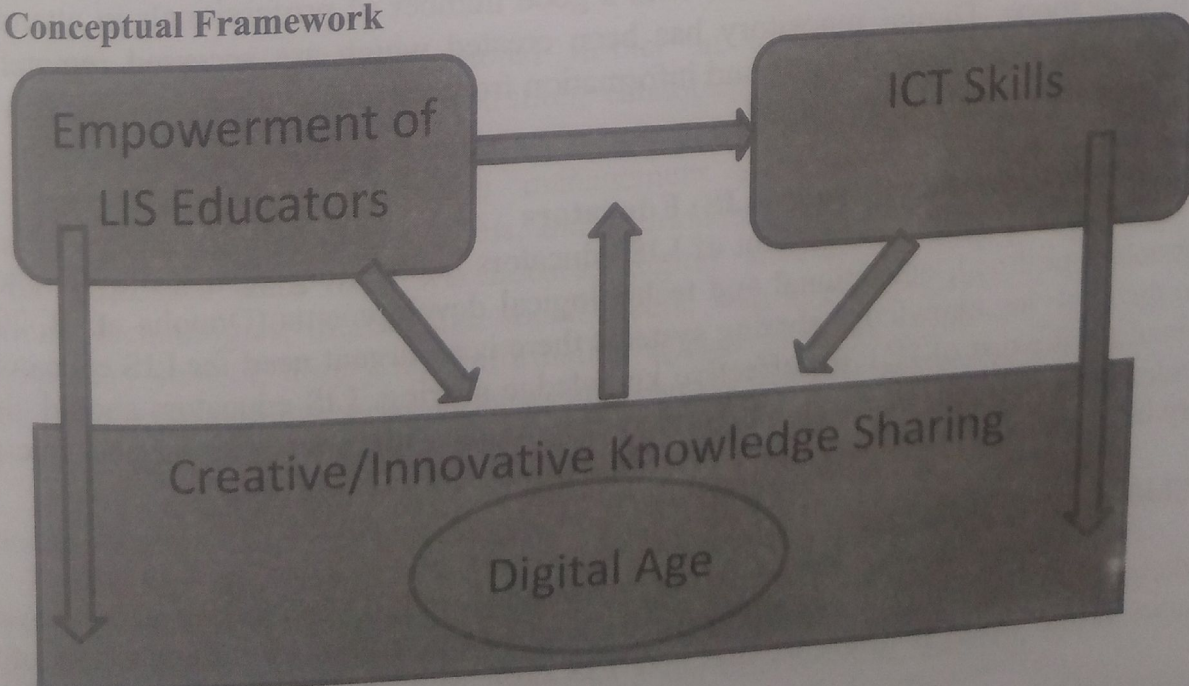 Conceptual Framework
Empowerment of
LIS Educators
ICT Skills
Creative/Innovative Knowledge Sharing
Digital Age